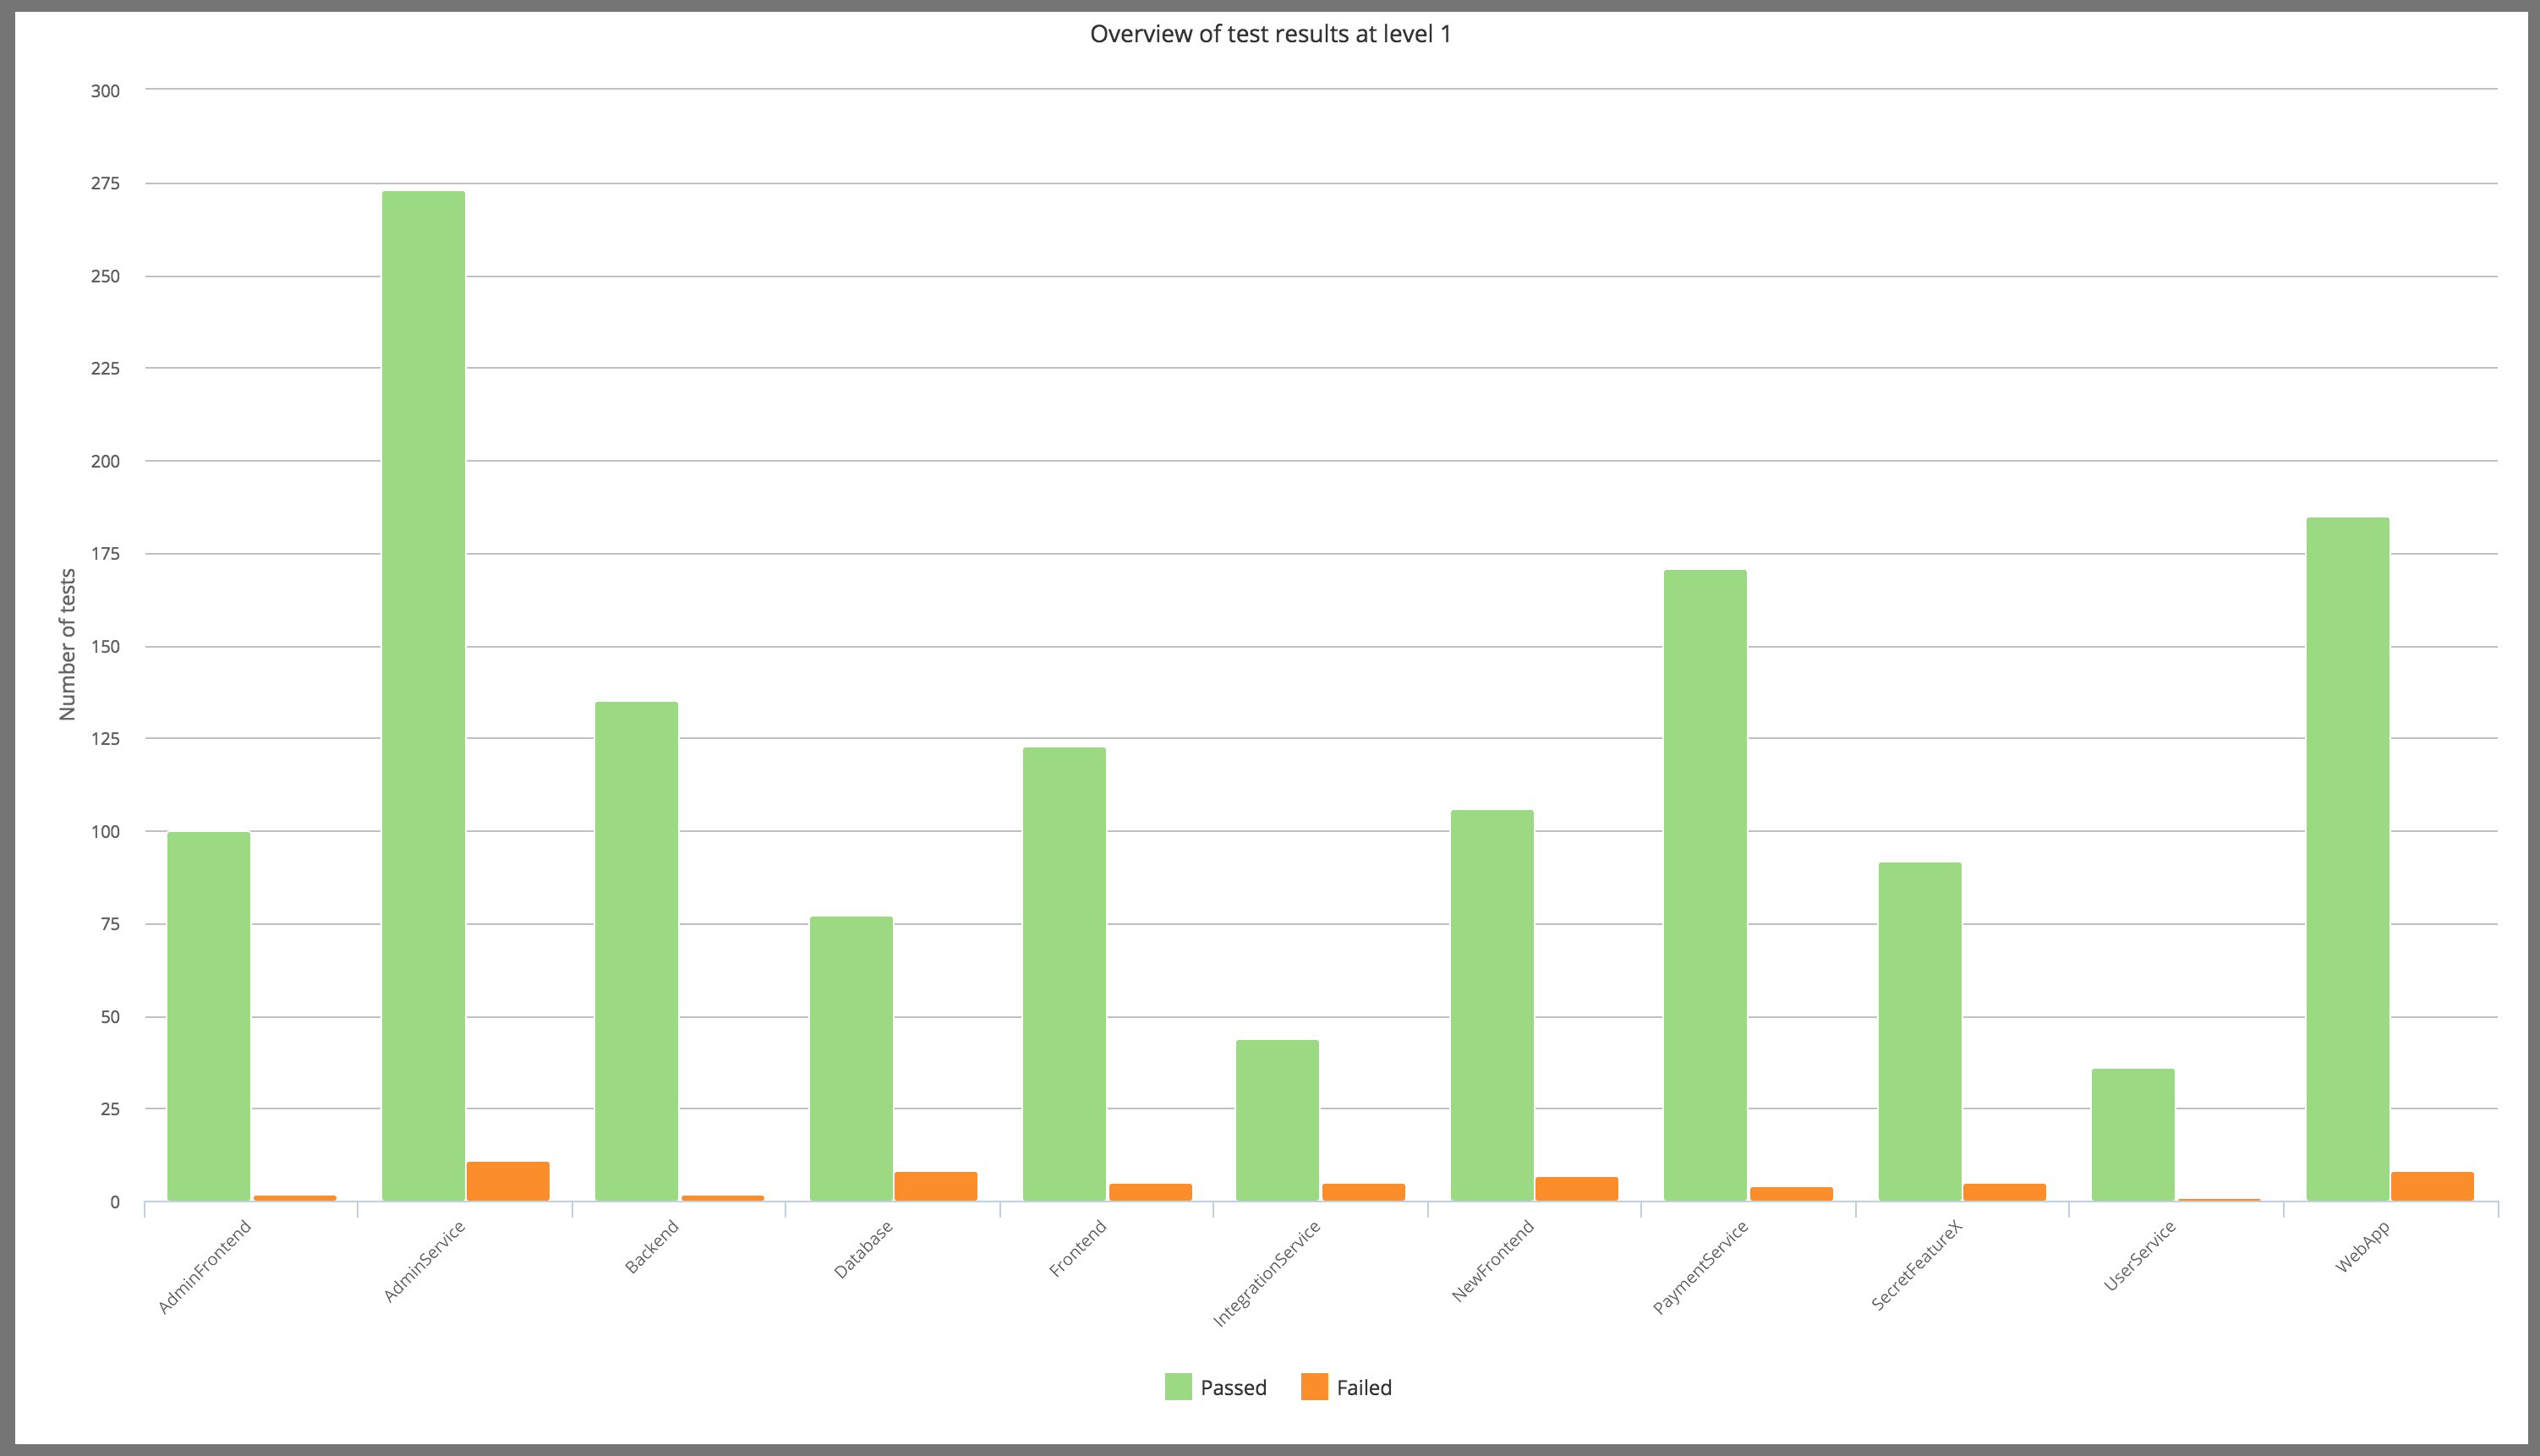 Overview of test results at level 1
300
275
250
225
200
175
150
125
100
75
50
25
0
Number of tests
AdminFrontend
AdminService
Backend
Database
Frontend
IntegrationService
NewFrontend
PaymentService
SecretFeatureX
UserService
WebApp
Passed
Failed